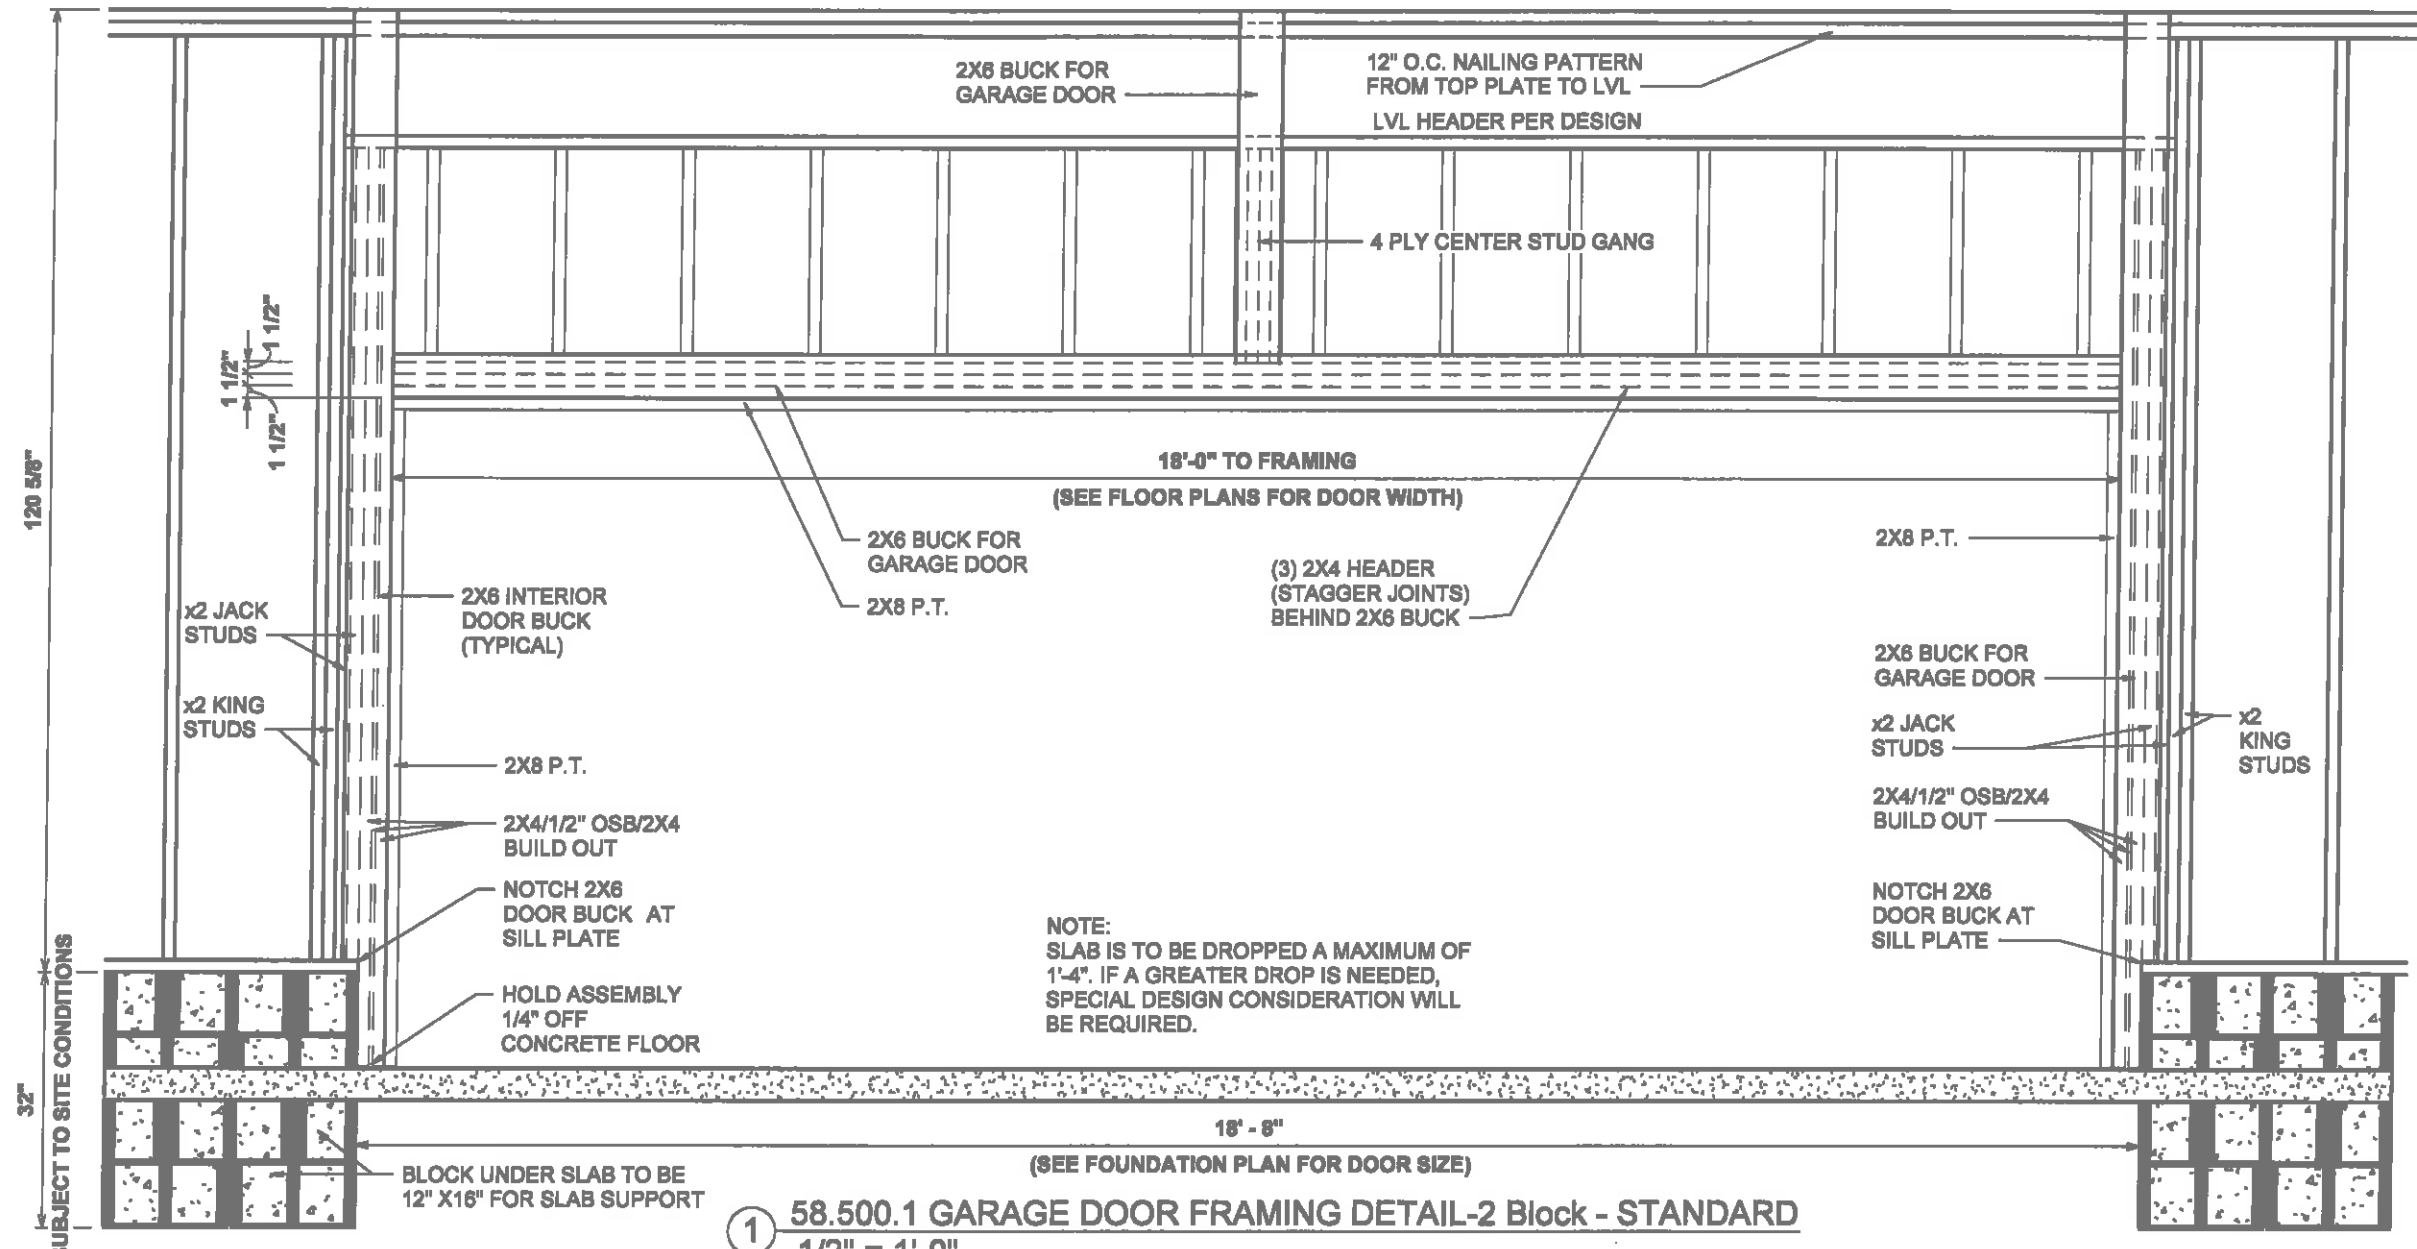 2X6 BUCK FOR
GARAGE DOOR
12" O.C. NAILING PATTERN
FROM TOP PLATE TO LVL
LVL HEADER PER DESIGN
4 PLY CENTER STUD GANG
1 1/2"
1 1/2"
1 1/2"
120 5/8"
18'-0" TO FRAMING
(SEE FLOOR PLANS FOR DOOR WIDTH)
2X6 BUCK FOR
GARAGE DOOR
2X8 P.T.
(3) 2X4 HEADER
(STAGGER JOINTS)
BEHIND 2X6 BUCK
2X8 P.T.
x2 JACK
STUDS
2X6 INTERIOR
DOOR BUCK
(TYPICAL)
2X6 BUCK FOR
GARAGE DOOR
x2 KING
STUDS
x2 JACK
STUDS
x2
KING
STUDS
2X8 P.T.
2X4/1/2" OSB/2X4
BUILD OUT
2X4/1/2" OSB/2X4
BUILD OUT
NOTCH 2X6
DOOR BUCK AT
SILL PLATE
NOTCH 2X6
DOOR BUCK AT
SILL PLATE
NOTE:
SLAB IS TO BE DROPPED A MAXIMUM OF
1'-4". IF A GREATER DROP IS NEEDED,
SPECIAL DESIGN CONSIDERATION WILL
BE REQUIRED.
HOLD ASSEMBLY
1/4" OFF
CONCRETE FLOOR
32"
SUBJECT TO SITE CONDITIONS
18' - 8"
(SEE FOUNDATION PLAN FOR DOOR SIZE)
BLOCK UNDER SLAB TO BE
12" X16" FOR SLAB SUPPORT
1
58.500.1 GARAGE DOOR FRAMING DETAIL-2 Block - STANDARD
1/2" = 1'-0"